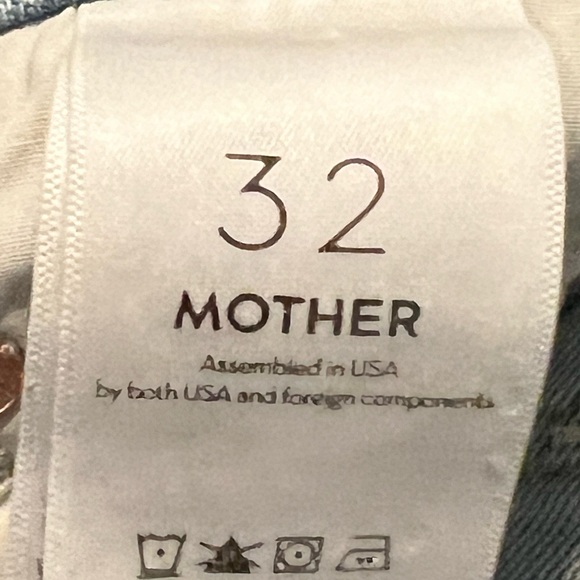 32
MOTHER
Assembled in USA
by both USA and foreign components